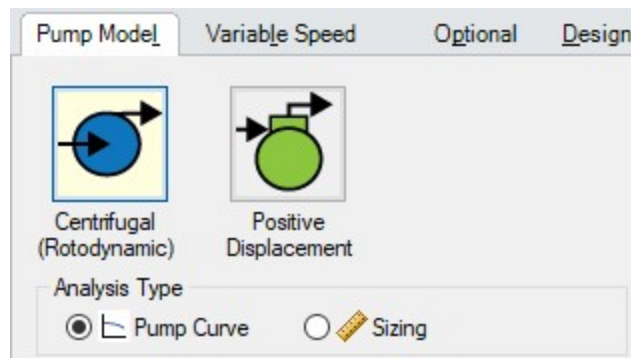 Pump Model Variable Speed Optional Design
Centrifugal Positive
(Rotodynamic) Displacement
Analysis Type
Pump Curve Sizing